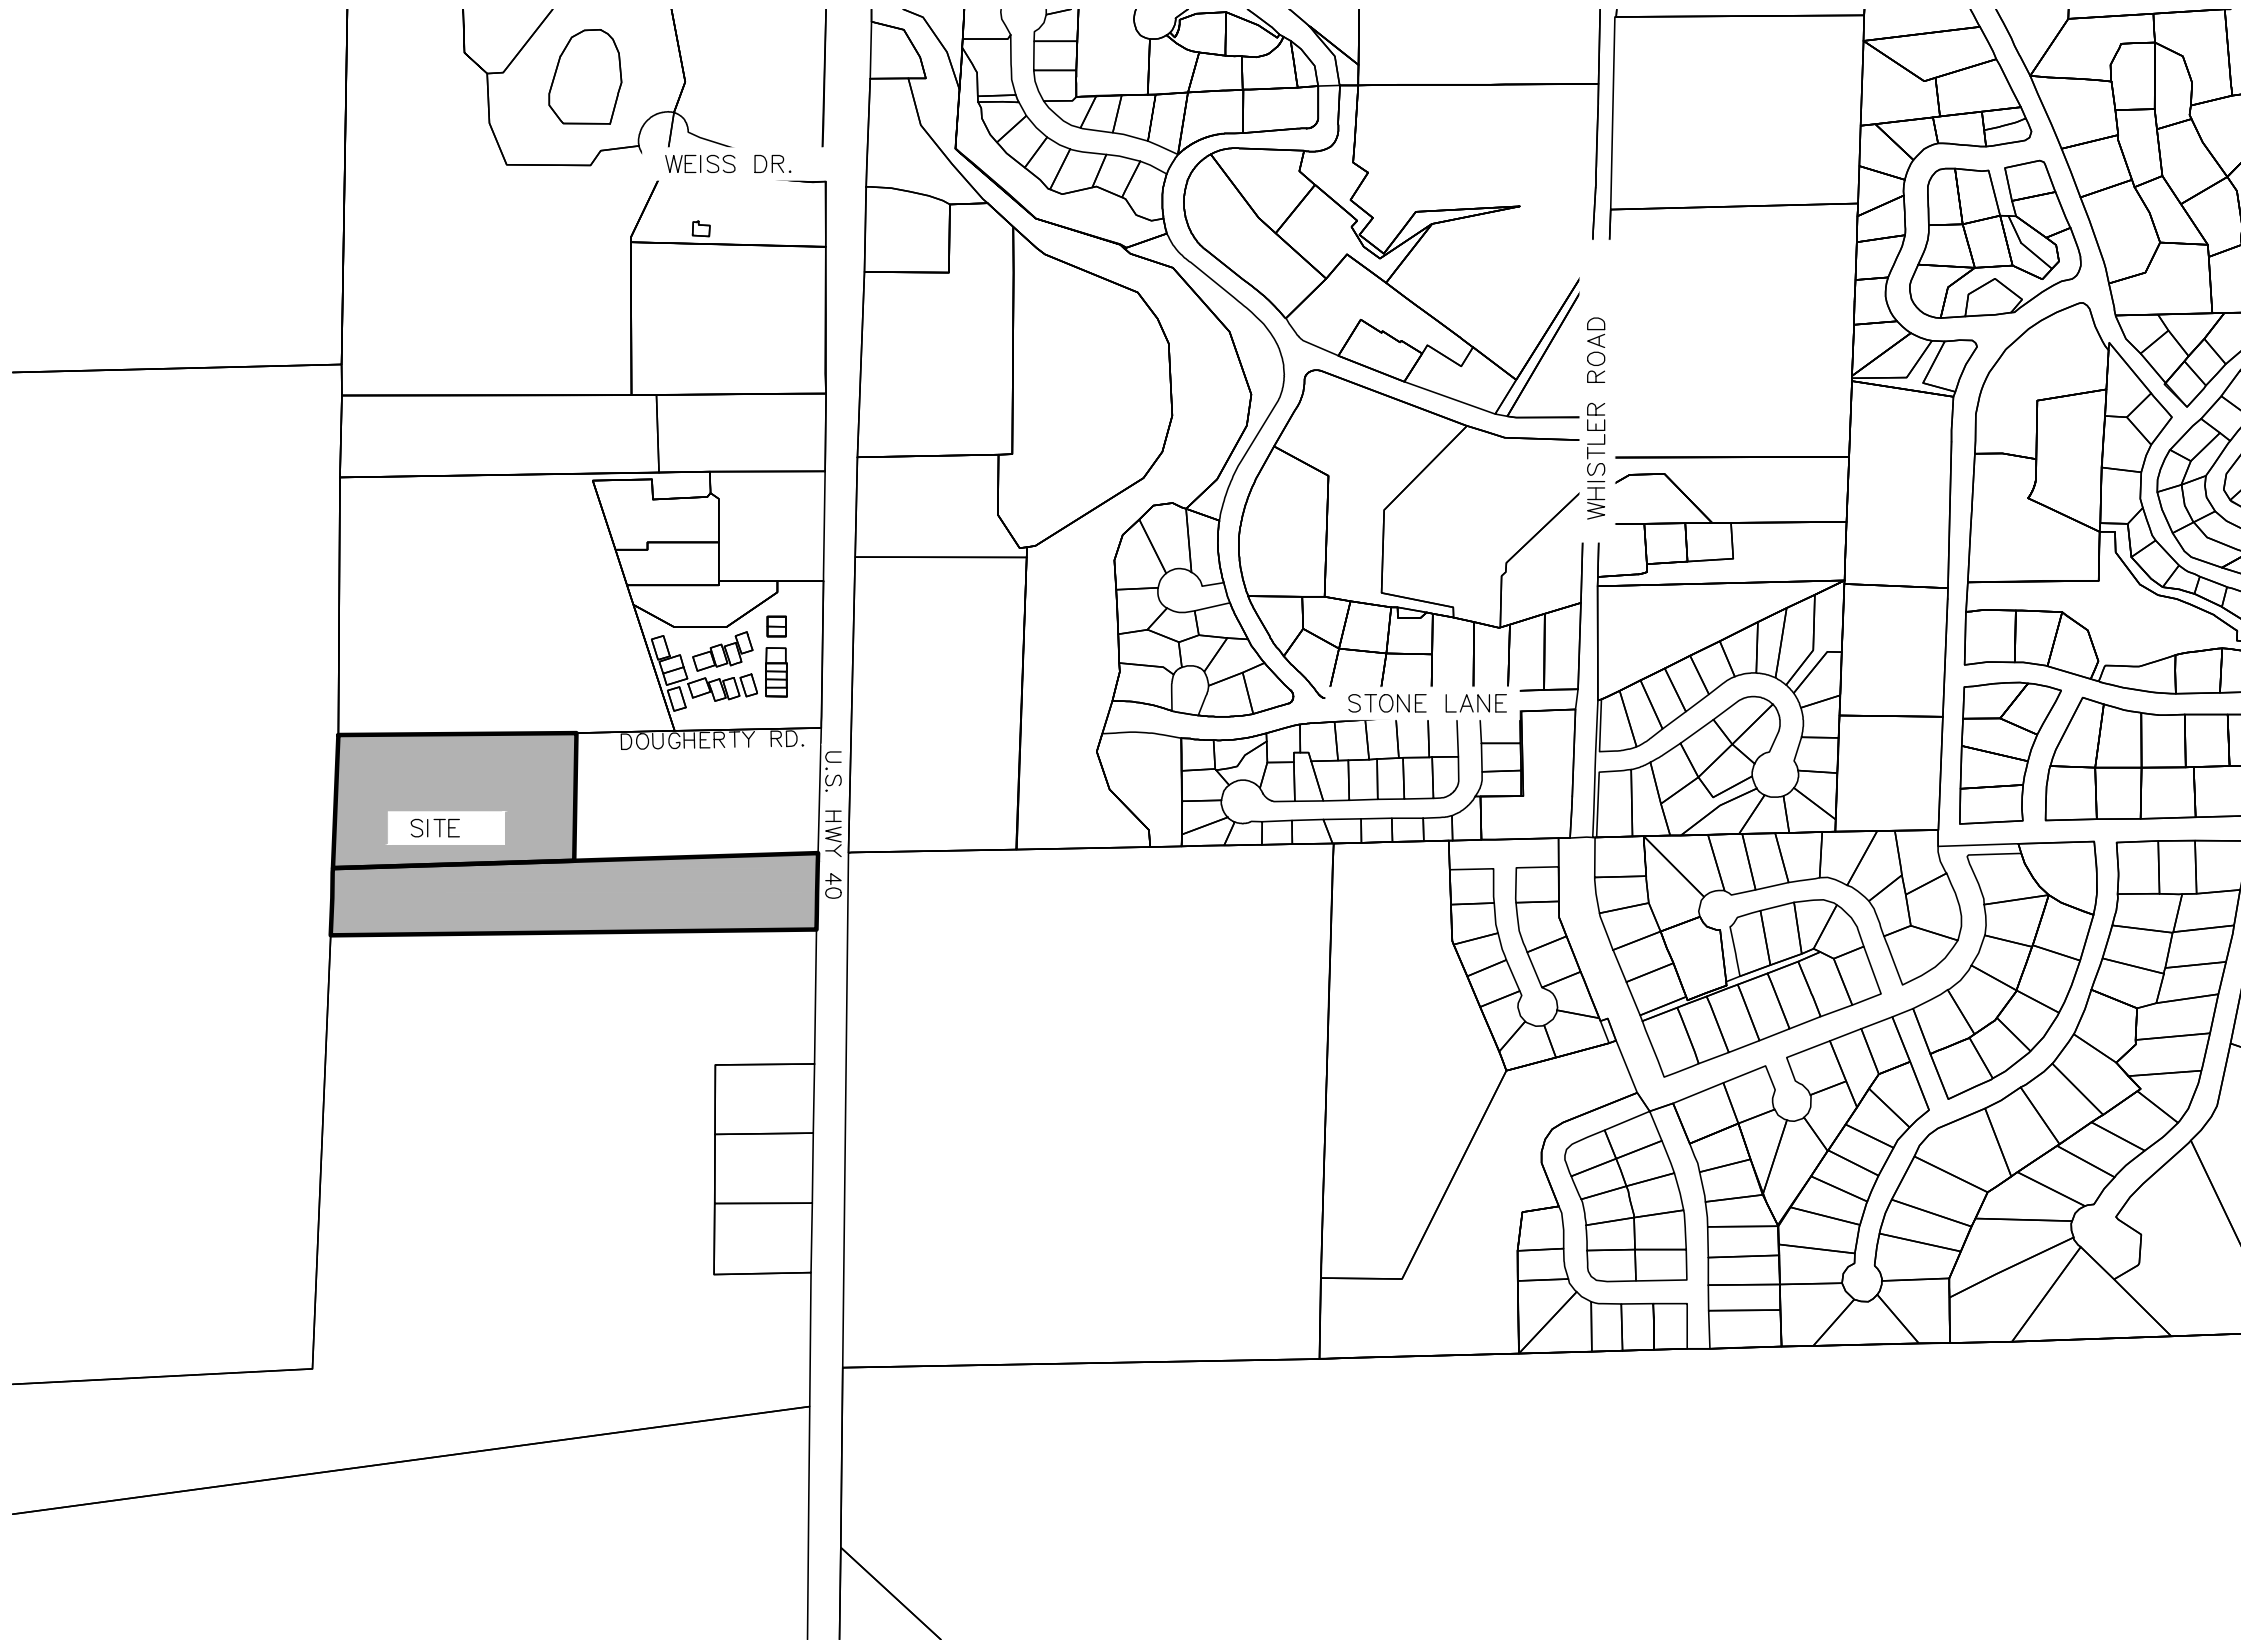 WEISS DR.
WHISTLER ROAD
STONE LANE
DOUGHERTY RD.
U.S. HWY 40
SITE